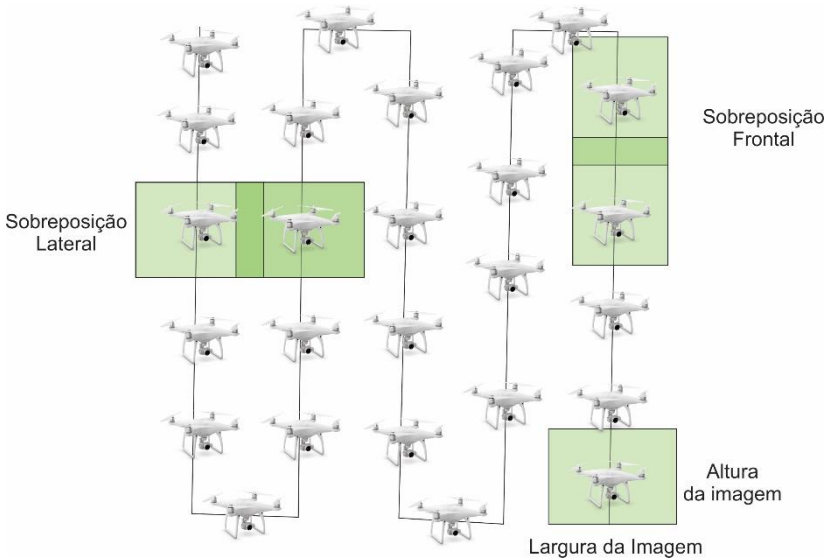 Sobreposição
Frontal
Sobreposição
Lateral
Altura
da imagem
Largura da Imagem